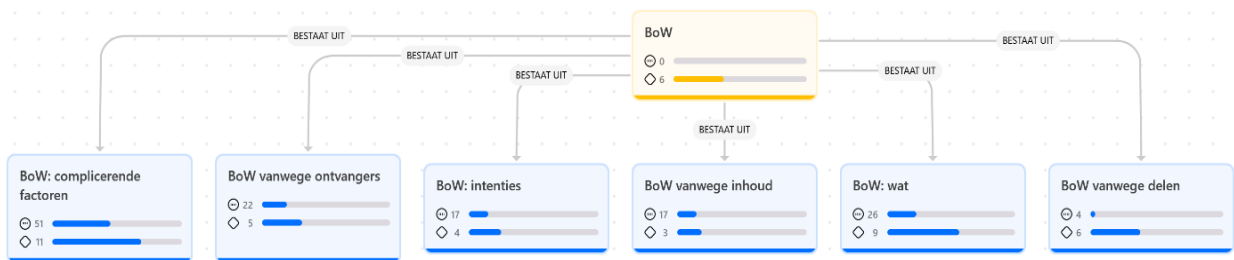 BoW
0
6
BESTAAT UIT
BESTAAT UIT
BESTAAT UIT
BESTAAT UIT
BESTAAT UIT
BESTAAT UIT
BoW: complicerende
factoren
51
11
BoW vanwege ontvangers
22
5
BoW: intenties
17
4
BoW vanwege inhoud
17
3
BoW: wat
26
9
BoW vanwege delen
4
6